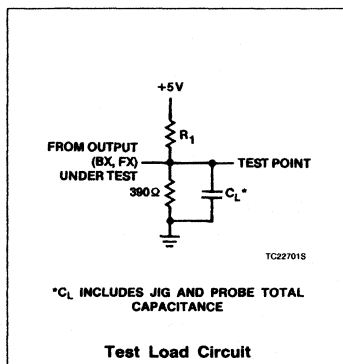 +5V
R1
FROM OUTPUT
(BX, FX)
UNDER TEST
TEST POINT
390Ω
CL*
TC22701S
*CL INCLUDES JIG AND PROBE TOTAL
CAPACITANCE
Test Load Circuit